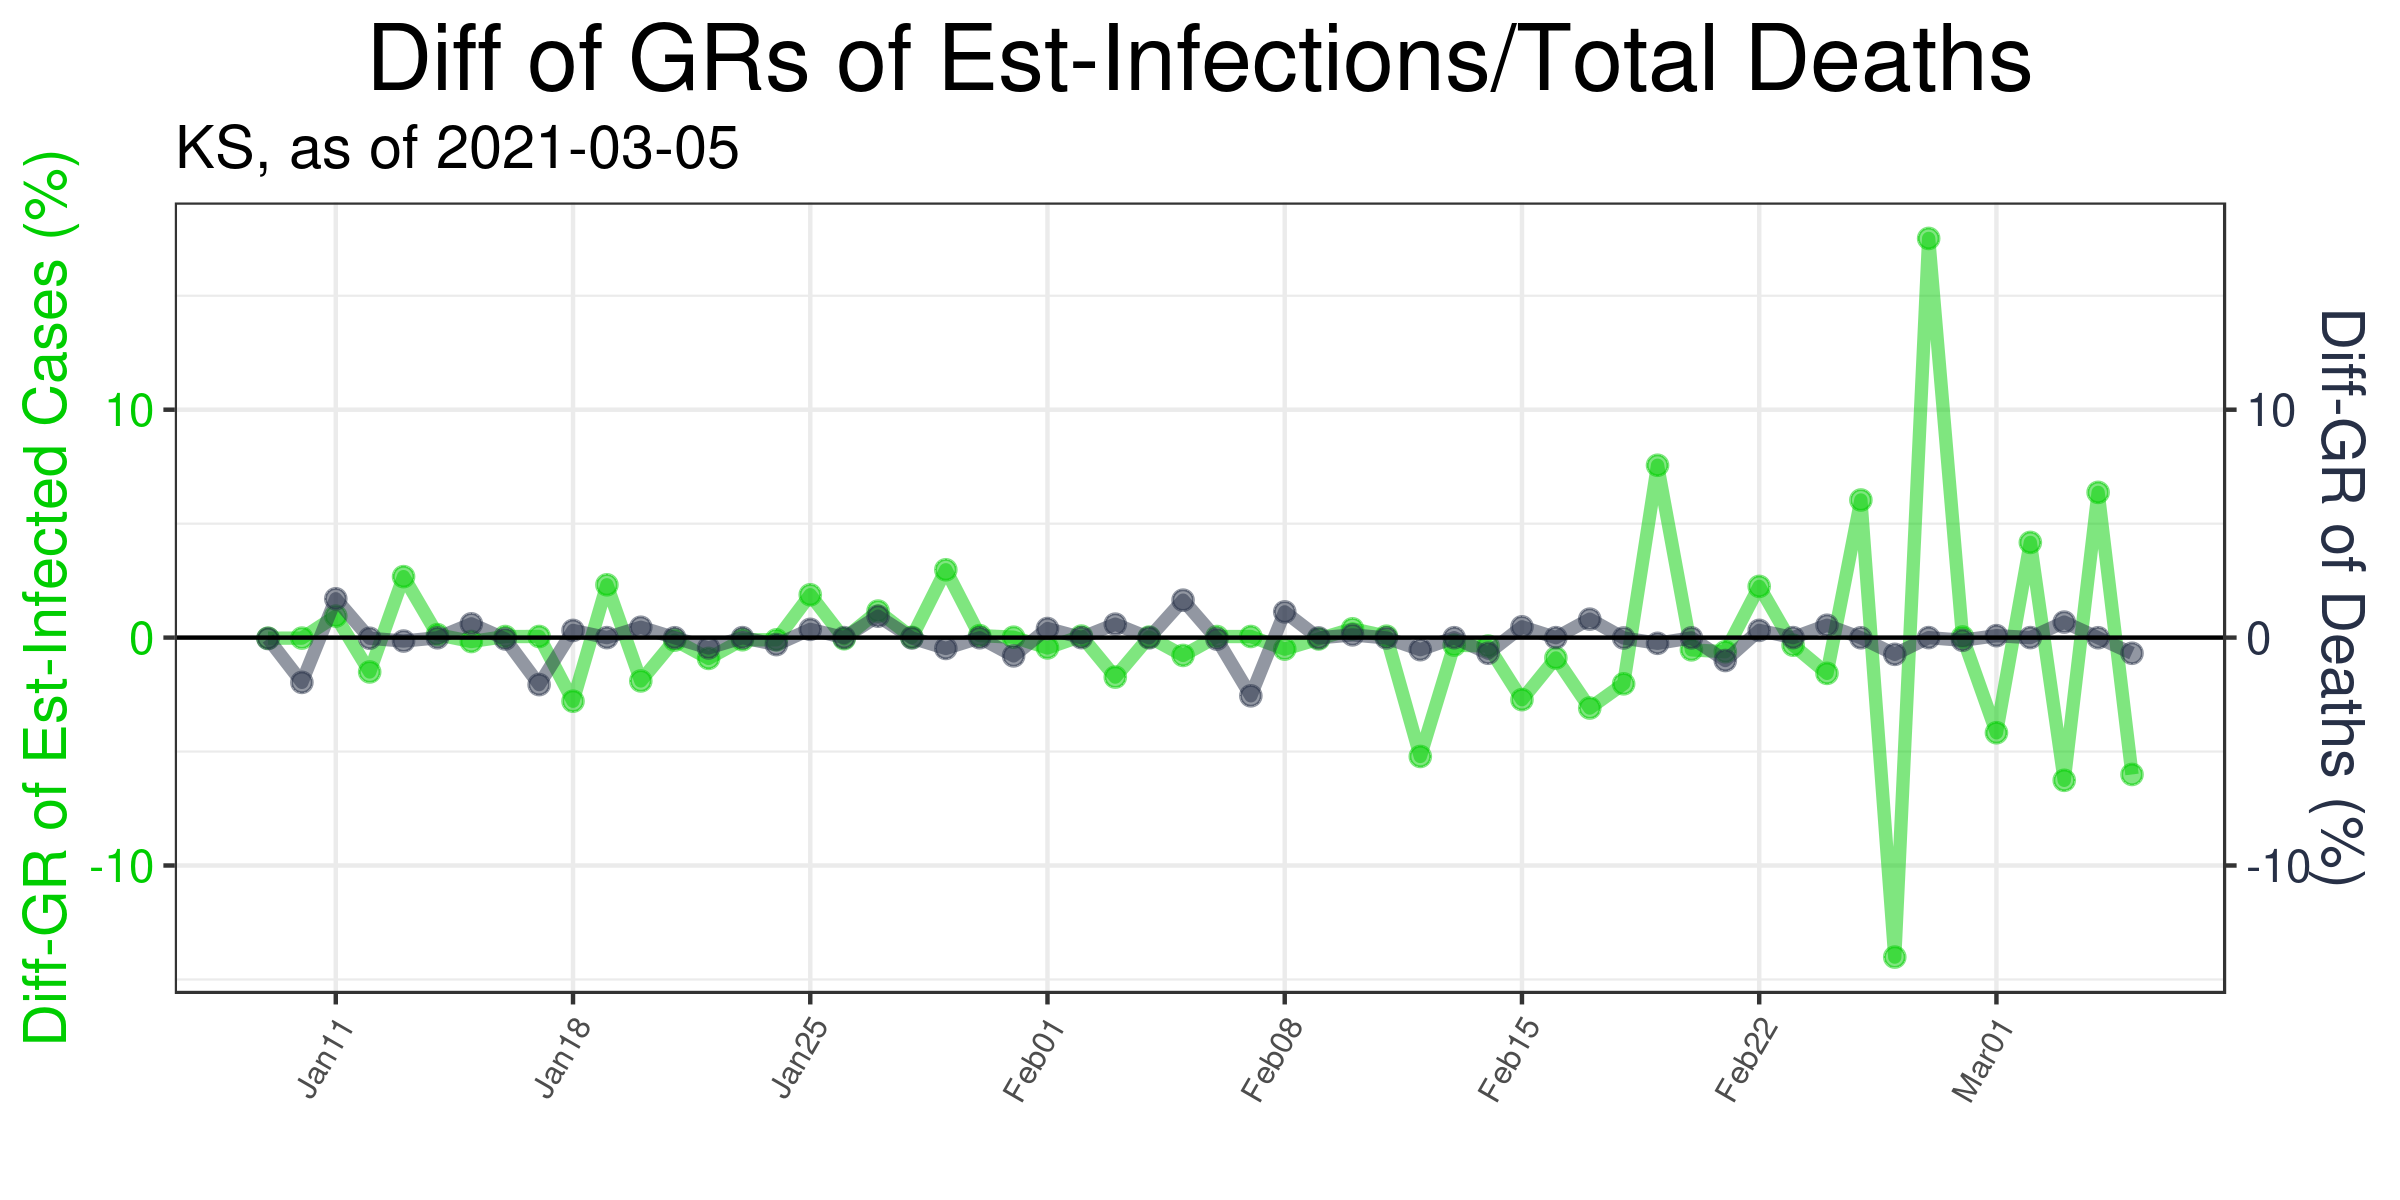 Diff of GRs of Est-Infections/Total Deaths
KS, as of 2021-03-05
Diff-GR of Est-Infected Cases (%)
10
0
-10
10
0
-10
Diff-GR of Deaths (%)
Jan11
Jan18
Jan25
Feb01
Feb08
Feb15
Feb22
Mar01